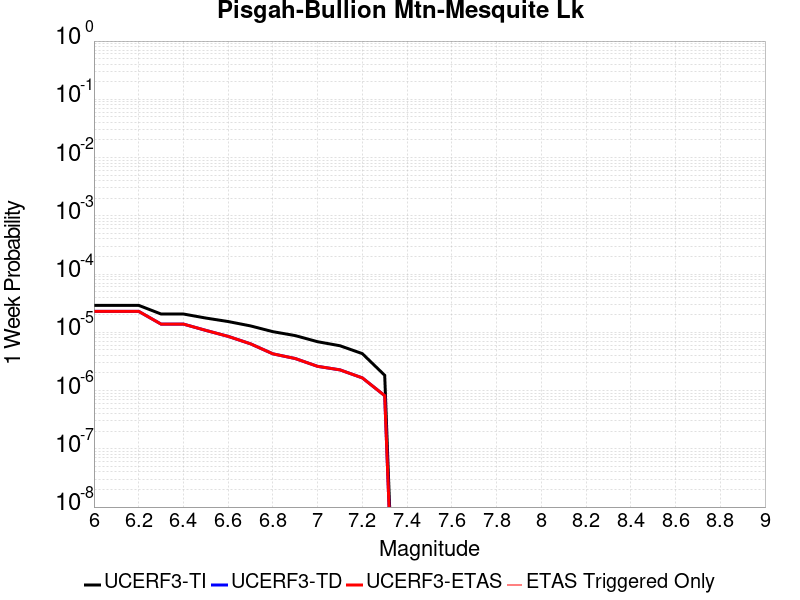 Pisgah-Bullion Mtn-Mesquite Lk
10^0
10^-1
10^-2
10^-3
10^-4
10^-5
10^-6
10^-7
10^-8
1 Week Probability
6 6.2 6.4 6.6 6.8 7 7.2 7.4 7.6 7.8 8 8.2 8.4 8.6 8.8 9
Magnitude
UCERF3-TI UCERF3-TD UCERF3-ETAS ETAS Triggered Only